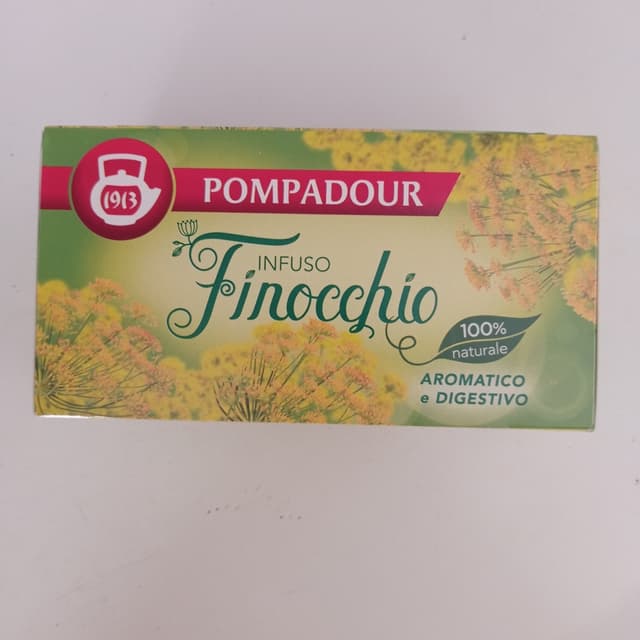 1913
POMPADOUR
INFUSO
Finocchio
100%
naturale
AROMATICO
e DIGESTIVO